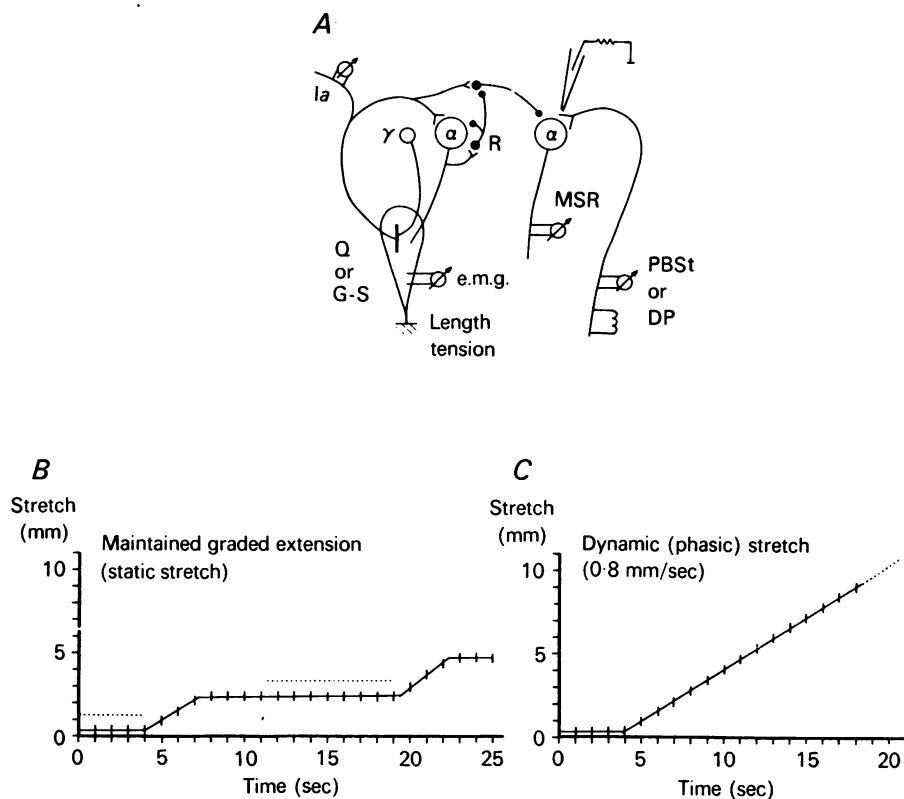 A
Ia
γ
α
R
α
MSR
Q
or
G-S
e.m.g.
PBSt
or
DP
Length
tension
B
Stretch
(mm)
Maintained graded extension
(static stretch)
10
5
0
0 5 10 15 20 25
Time (sec)
C
Stretch
(mm)
Dynamic (phasic) stretch
(0·8 mm/sec)
10
5
0
0 5 10 15 20
Time (sec)